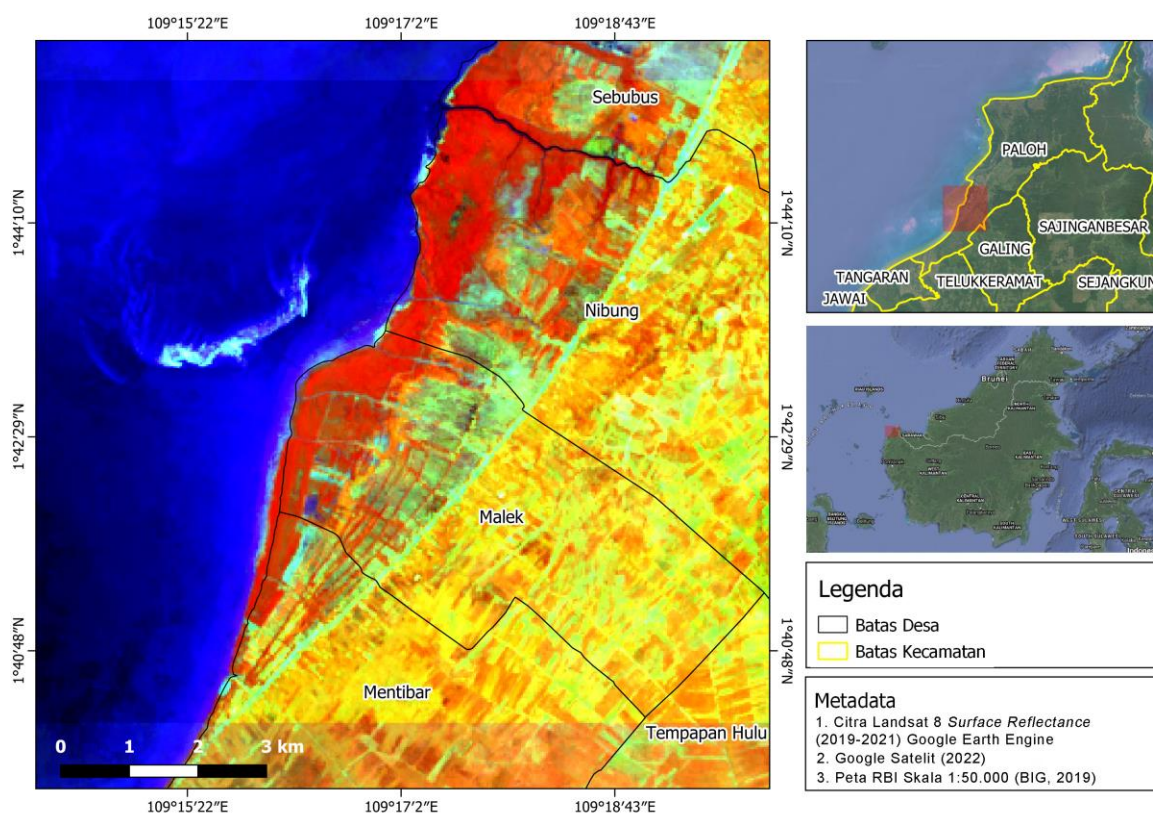 109°15'22"E
109°17'2"E
109°18'43"E
1°44'10"N
1°42'29"N
1°40'48"N
Sebubus
Nibung
Malek
Mentibar
Tempapan Hulu
0 1 2 3 km
1°44'10"N
1°42'29"N
1°40'48"N
109°15'22"E
109°17'2"E
109°18'43"E
PALOH
SAJINGANBESAR
GALING
TANGARAN
TELUKKERAMAT
SEJANGKUN
JAWAI
Brunei
Legenda
Batas Desa
Batas Kecamatan
Metadata
1. Citra Landsat 8 Surface Reflectance
(2019-2021) Google Earth Engine
2. Google Satelit (2022)
3. Peta RBI Skala 1:50.000 (BIG, 2019)